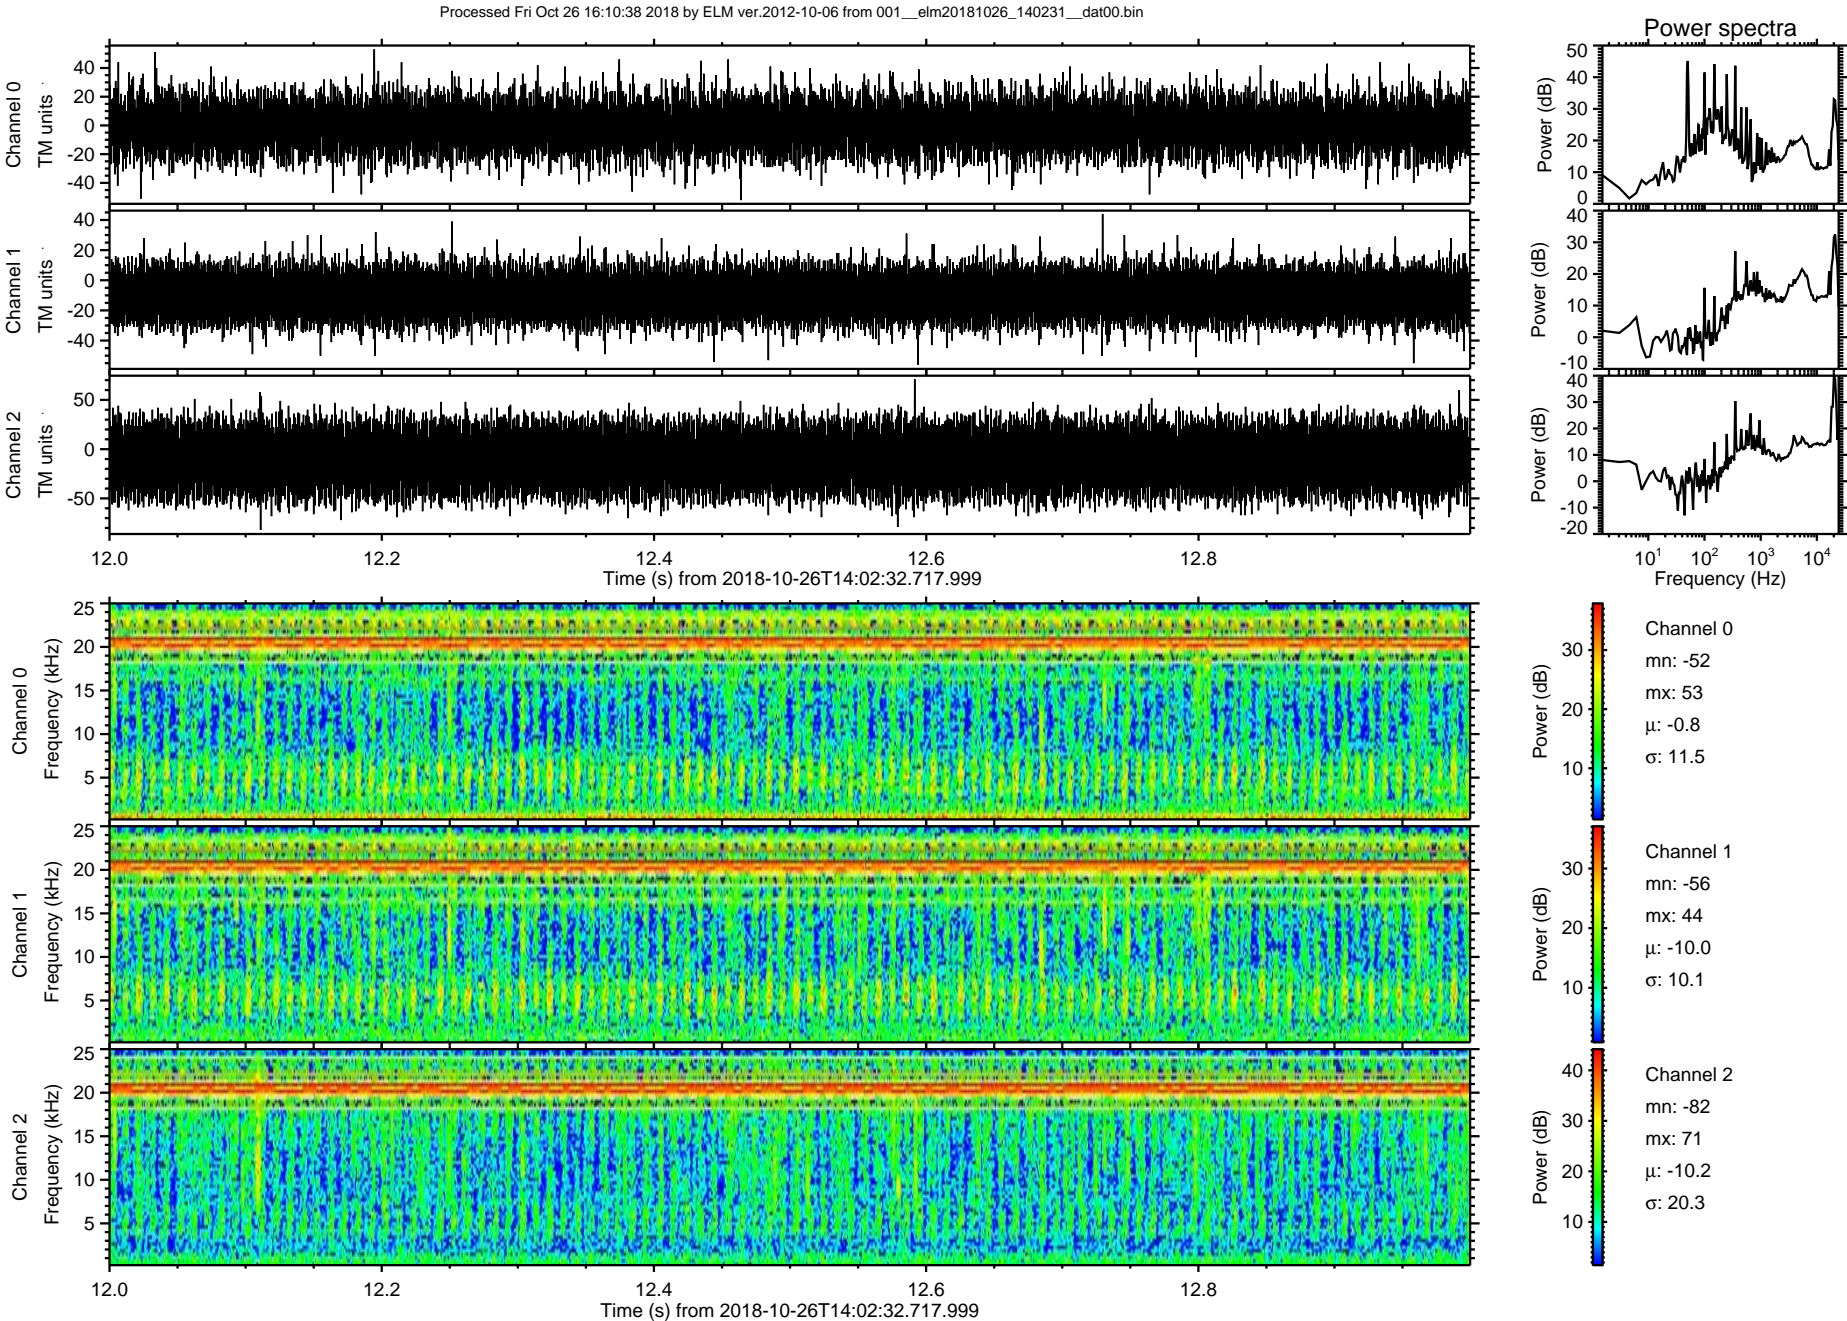 Processed Fri Oct 26 16:10:38 2018 by ELM ver.2012-10-06 from 001__elm20181026_140231__dat00.bin
Power spectra
Channel 0
TM units
40
20
0
-20
-40
Power (dB)
50
40
30
20
10
0
Channel 1
TM units
40
20
0
-20
-40
Power (dB)
40
30
20
10
0
-10
Channel 2
TM units
50
0
-50
Power (dB)
40
30
20
10
0
-10
-20
12.0 12.2 12.4 12.6 12.8
Time (s) from 2018-10-26T14:02:32.717.999
10^1 10^2 10^3 10^4
Frequency (Hz)
Channel 0
Frequency (kHz)
25
20
15
10
5
Power (dB)
30
20
10
Channel 0
mn: -52
mx: 53
μ: -0.8
σ: 11.5
Channel 1
Frequency (kHz)
25
20
15
10
5
Power (dB)
30
20
10
Channel 1
mn: -56
mx: 44
μ: -10.0
σ: 10.1
Channel 2
Frequency (kHz)
25
20
15
10
5
Power (dB)
40
30
20
10
Channel 2
mn: -82
mx: 71
μ: -10.2
σ: 20.3
12.0 12.2 12.4 12.6 12.8
Time (s) from 2018-10-26T14:02:32.717.999